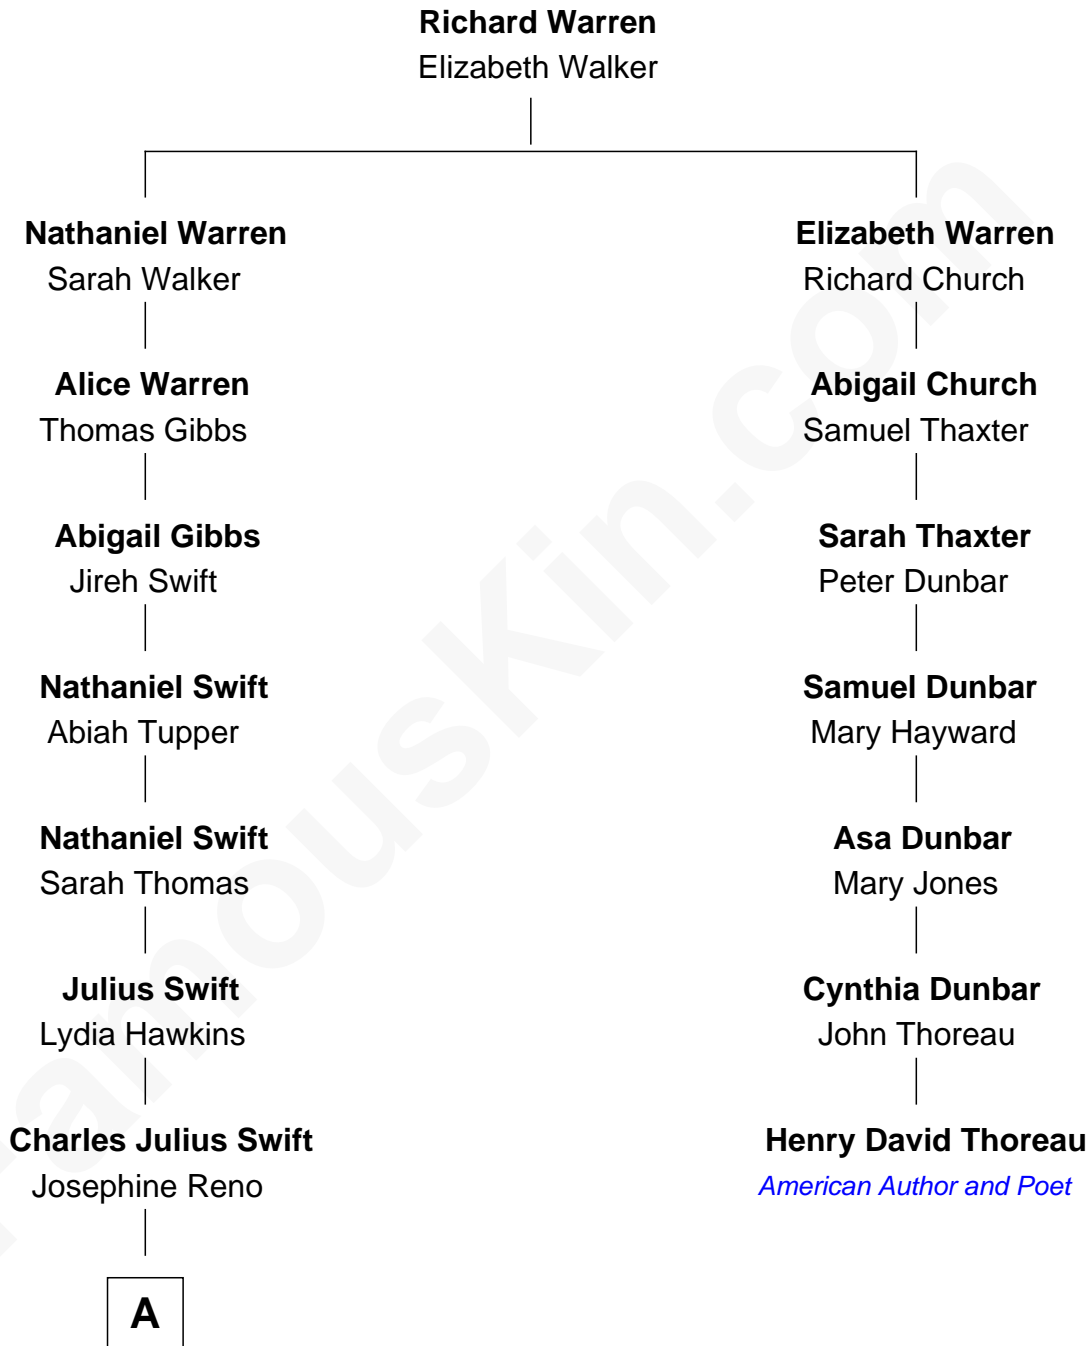 Richard Warren
Elizabeth Walker
Nathaniel Warren
Sarah Walker
Alice Warren
Thomas Gibbs
Abigail Gibbs
Jireh Swift
Nathaniel Swift
Abiah Tupper
Nathaniel Swift
Sarah Thomas
Julius Swift
Lydia Hawkins
Charles Julius Swift
Josephine Reno
A
Elizabeth Warren
Richard Church
Abigail Church
Samuel Thaxter
Sarah Thaxter
Peter Dunbar
Samuel Dunbar
Mary Hayward
Asa Dunbar
Mary Jones
Cynthia Dunbar
John Thoreau
Henry David Thoreau
American Author and Poet
FamousKin.com